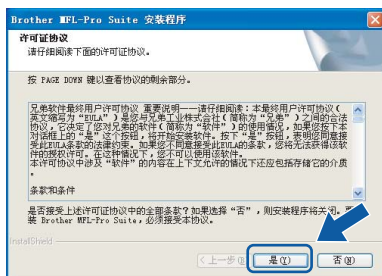 Brother MFL-Pro Suite 安装程序
许可证协议
请仔细阅读下面的许可证协议。
按 PAGE DOWN 键以查看协议的剩余部分。
兄弟软件最终用户许可协议 重要说明——请仔细阅读:本最终用户许可协议(
英文缩写为“EULA”)是您与兄弟工业株式会社(简称为“兄弟”)之间的合法
协议,它决定了您对兄弟的软件(简称为“软件”)的使用情况,如果您按下本
对话框上的“是”这个按钮,将开始安装软件。按下“是”按钮,表明您同意接
受此EULA条款的法律约束。如果您不同意接受此EULA的条款,您将无法获得该软
件的授权许可。在这种情况下,您不可以使用该软件。
本许可协议中涉及“软件”的内容在上下文允许的情况下还应包括存储它的介质
。
条款和条件
是否接受上述许可证协议中的全部条款?如果选择“否”,则安装程序将关闭。
装 Brother MFL-Pro Suite,必须接受本协议。
InstallShield
<上一步(B)
是(Y)
否(N)